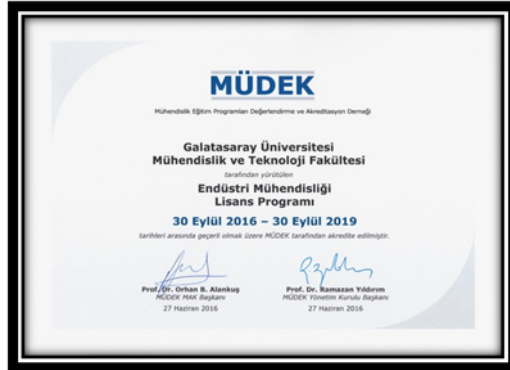 MÜDEK
Mühendislik Eğitim Programları Değerlendirme ve Akreditasyon Derneği
Galatasaray Üniversitesi
Mühendislik ve Teknoloji Fakültesi
tarafından yürütülen
Endüstri Mühendisliği
Lisans Programı
30 Eylül 2016 – 30 Eylül 2019
tarihleri arasında geçerli olmak üzere MÜDEK tarafından akredite edilmiştir.
Prof. Dr. Orhan B. Alankuş
MÜDEK MAK Başkanı
27 Haziran 2016
Prof. Dr. Ramazan Yıldırım
MÜDEK Yönetim Kurulu Başkanı
27 Haziran 2016